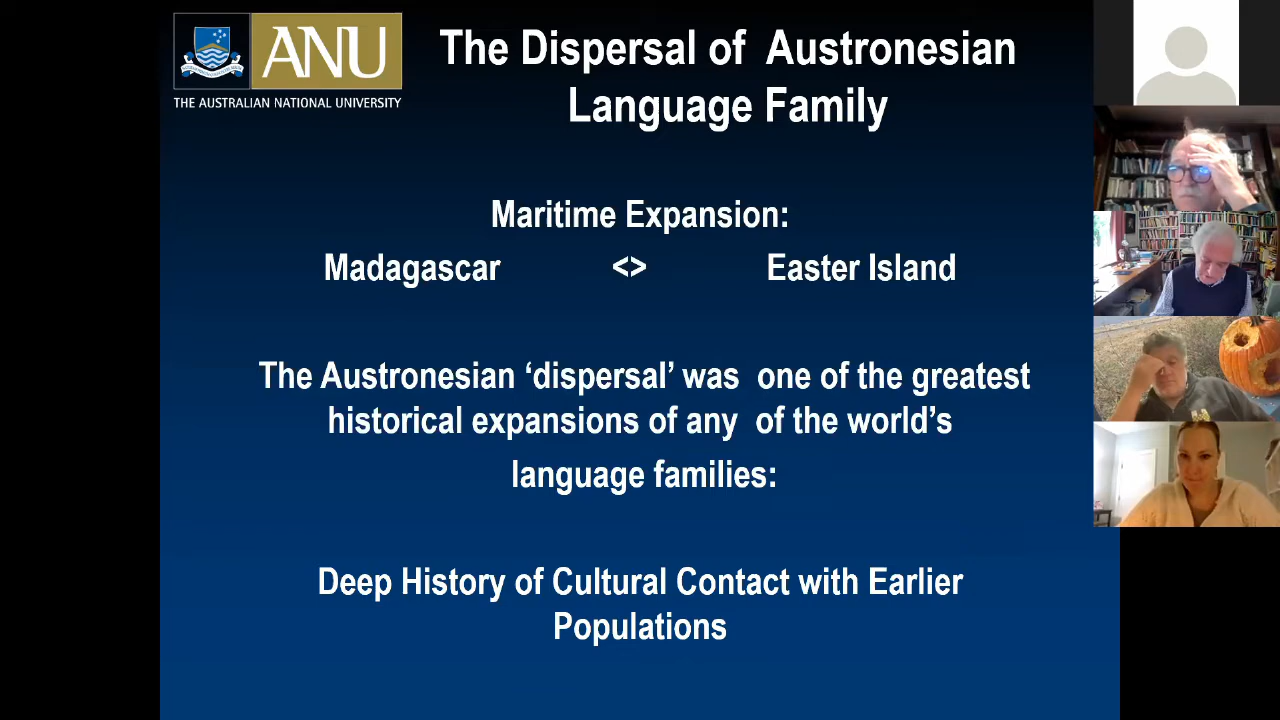 ANU
THE AUSTRALIAN NATIONAL UNIVERSITY
The Dispersal of Austronesian
Language Family
Maritime Expansion:
Madagascar <> Easter Island
The Austronesian ‘dispersal’ was one of the greatest
historical expansions of any of the world’s
language families:
Deep History of Cultural Contact with Earlier
Populations